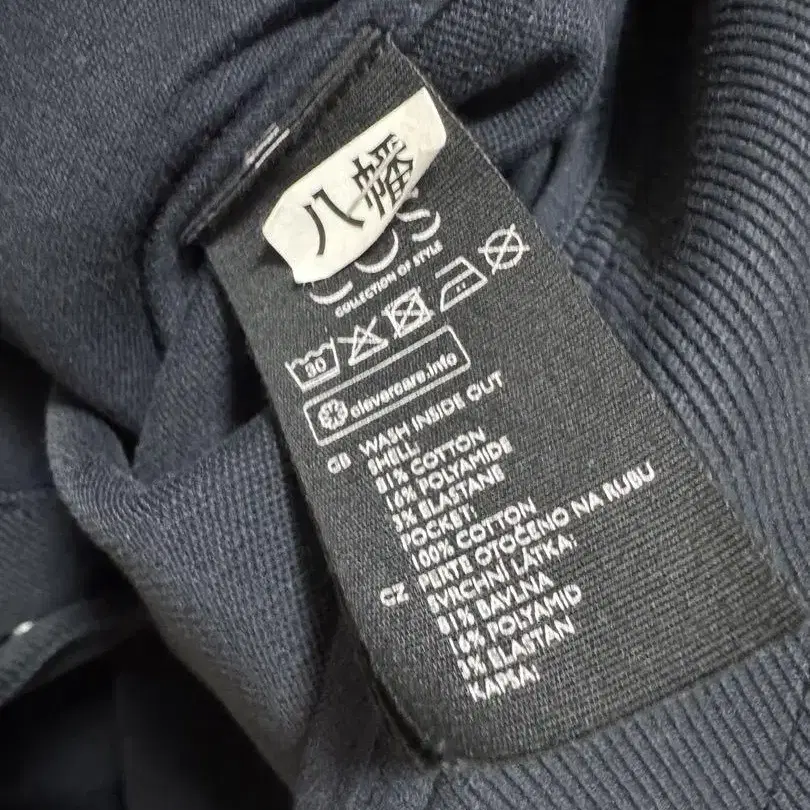 八幡
COS
COLLECTION OF STYLE
30
clevercare.info
GB WASH INSIDE OUT
SHELL:
81% COTTON
16% POLYAMIDE
3% ELASTANE
POCKET:
100% COTTON
CZ PERTE OTOČENO NA RUBU
SVRCHNÍ LÁTKA:
81% BAVLNA
16% POLYAMID
3% ELASTAN
KAPSA: